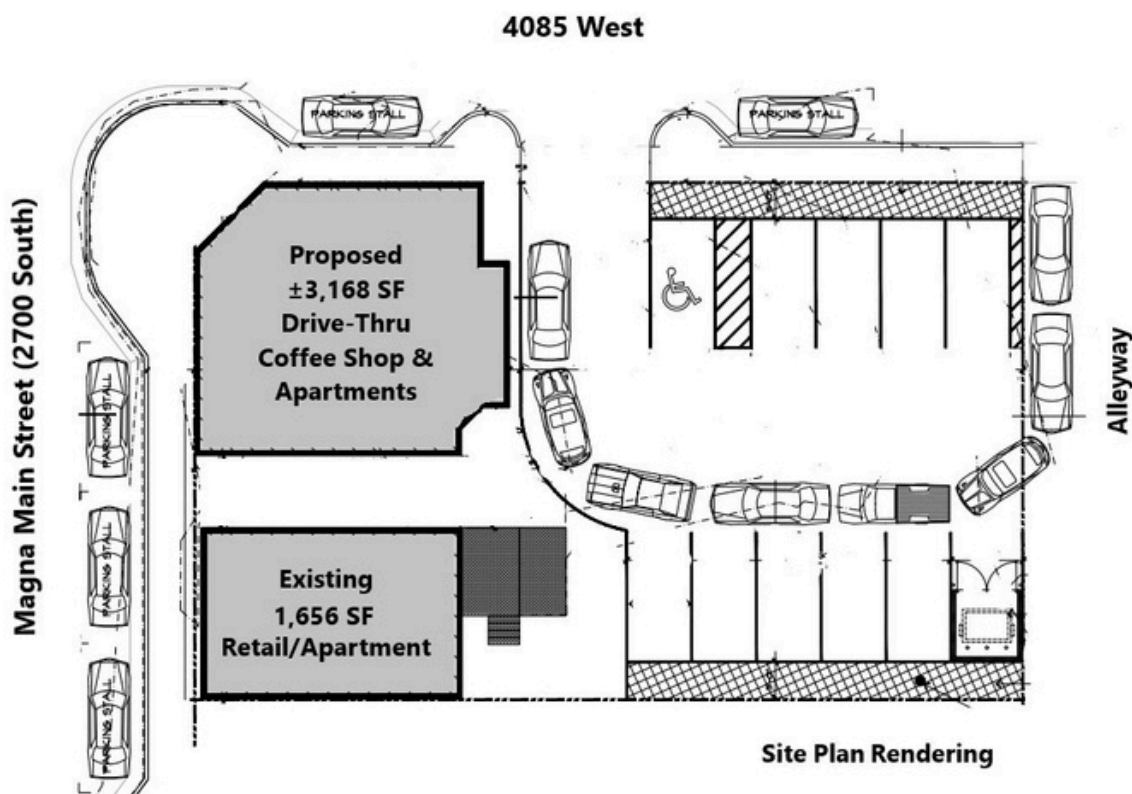 4085 West
PARKING STALL
PARKING STALL
Magna Main Street (2700 South)
Proposed
±3,168 SF
Drive-Thru
Coffee Shop &
Apartments
Alleyway
PARKING STALL
PARKING STALL
PARKING STALL
Existing
1,656 SF
Retail/Apartment
Site Plan Rendering